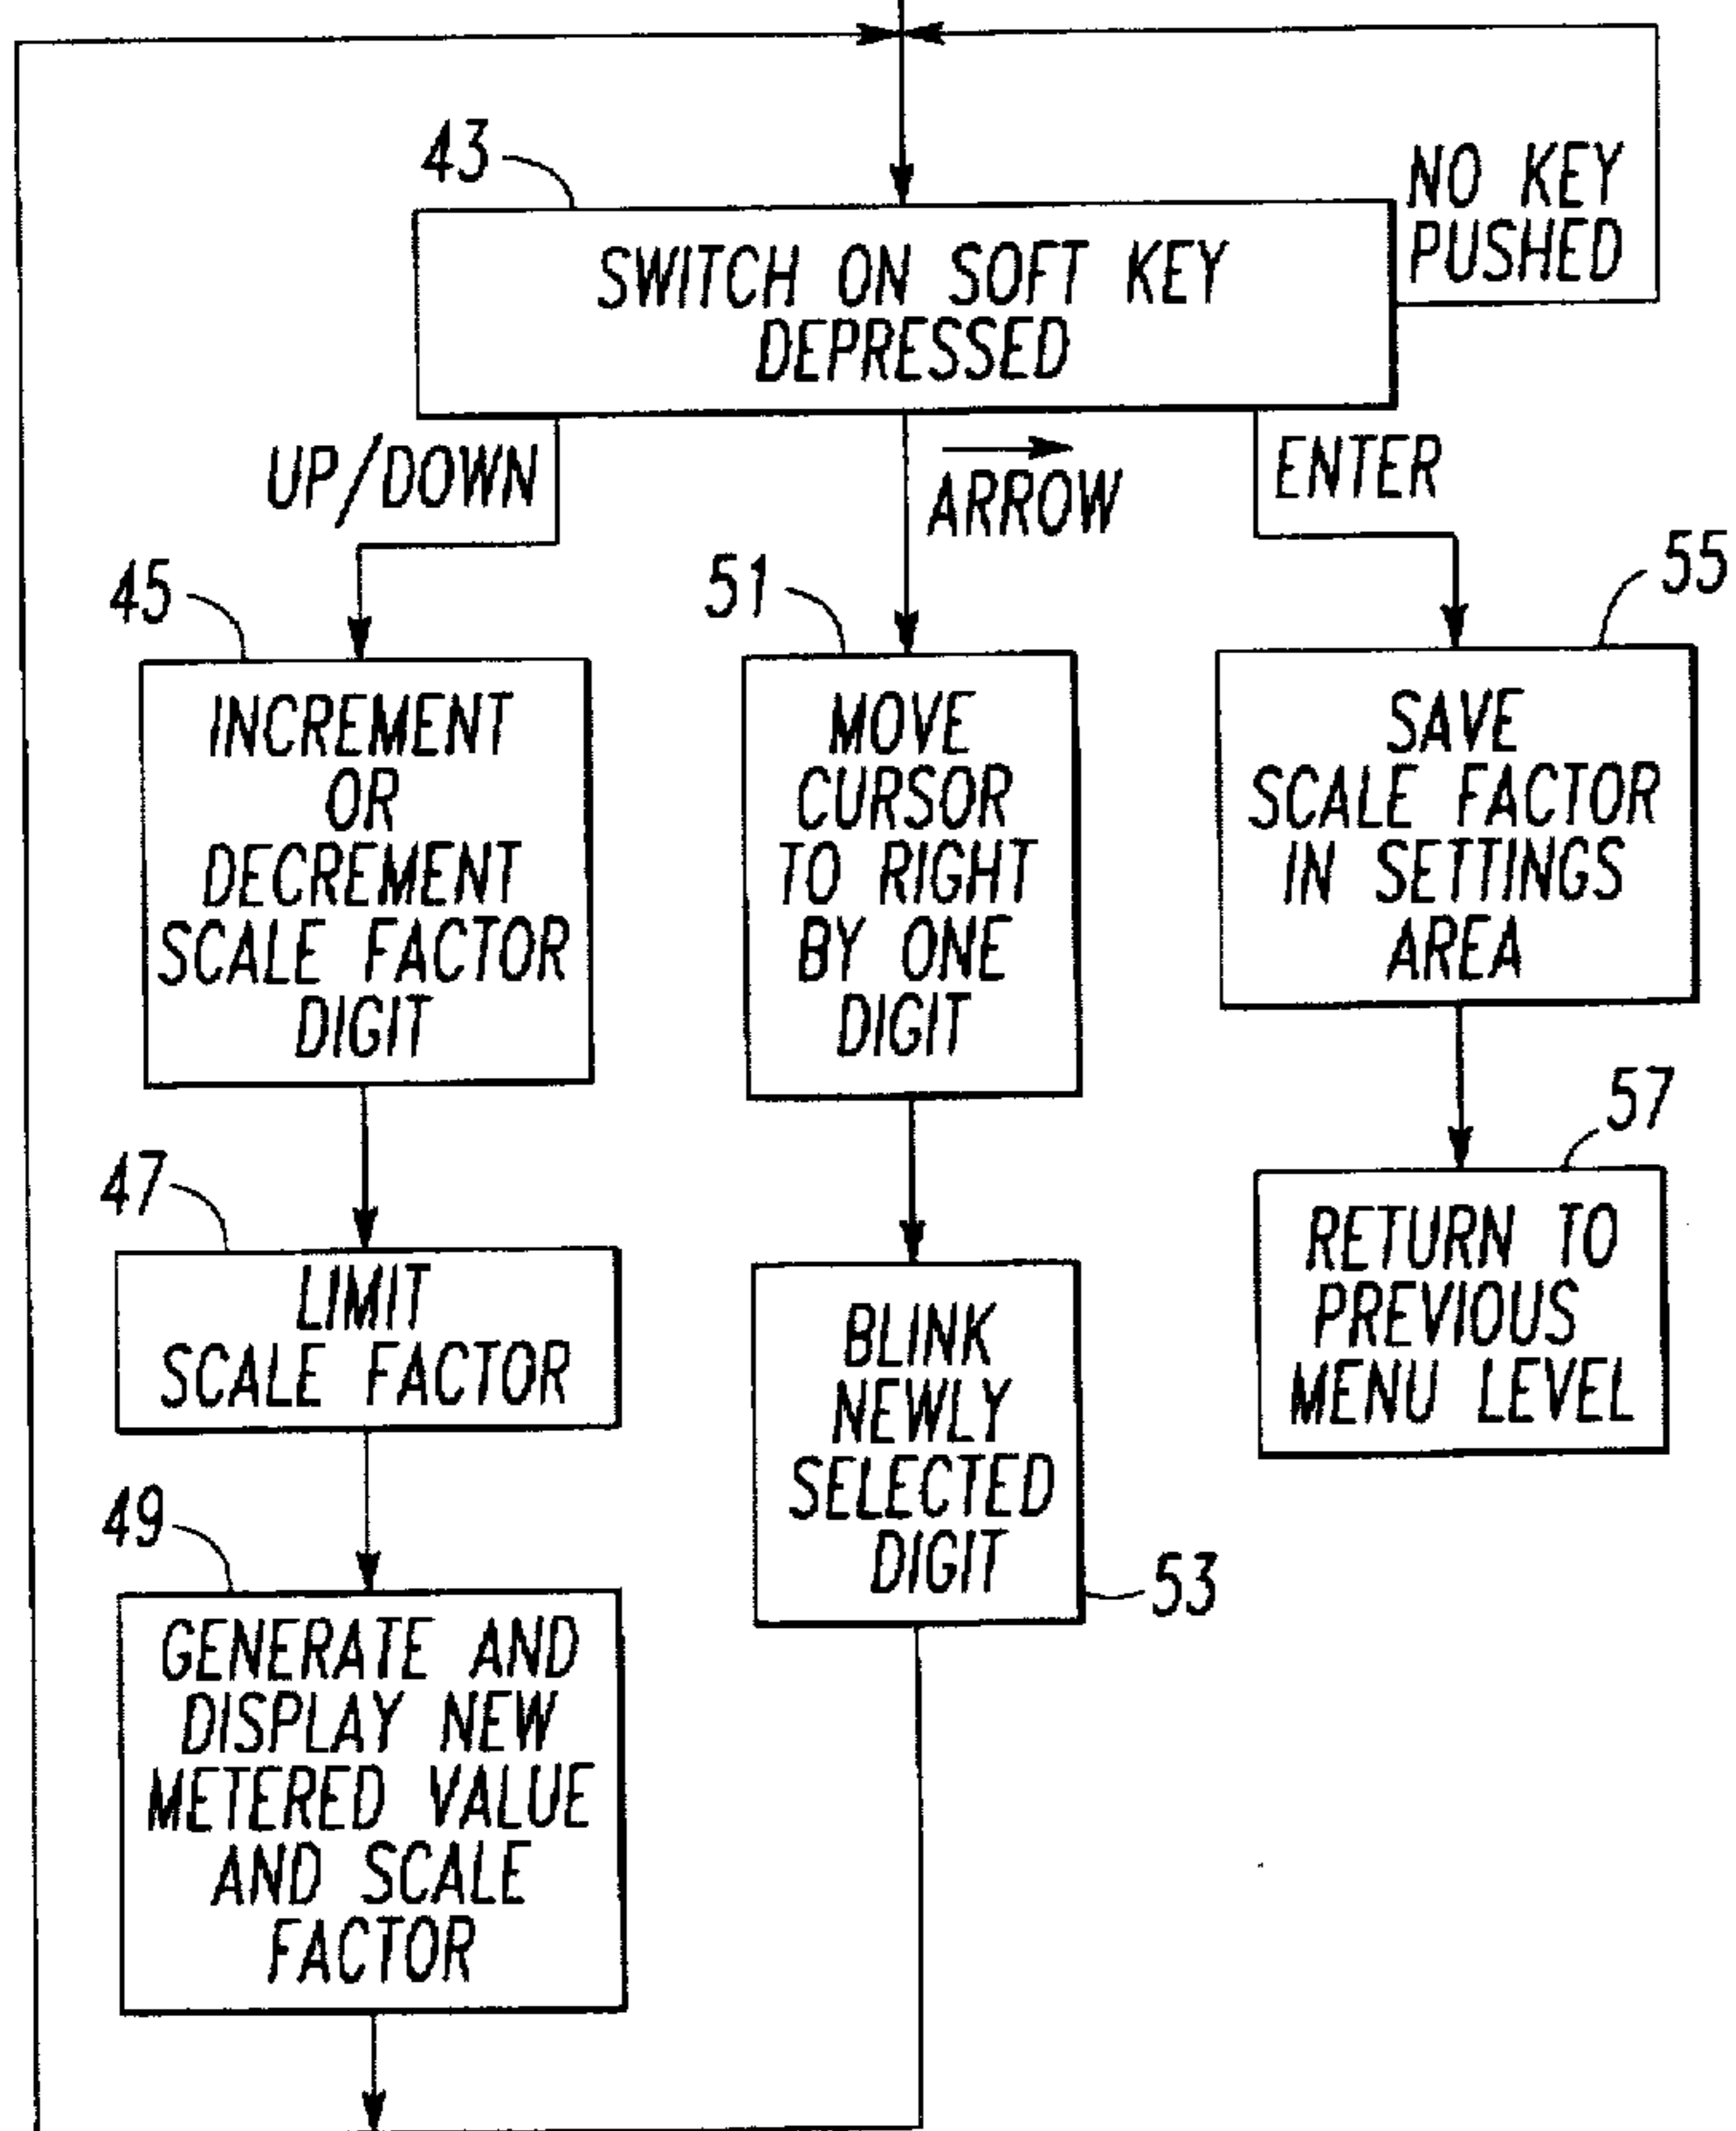 43
NO KEY
PUSHED
SWITCH ON SOFT KEY
DEPRESSED
UP/DOWN
ARROW
ENTER
45
INCREMENT
OR
DECREMENT
SCALE FACTOR
DIGIT
47
LIMIT
SCALE FACTOR
49
GENERATE AND
DISPLAY NEW
METERED VALUE
AND SCALE
FACTOR
51
MOVE
CURSOR
TO RIGHT
BY ONE
DIGIT
BLINK
NEWLY
SELECTED
DIGIT
53
55
SAVE
SCALE FACTOR
IN SETTINGS
AREA
57
RETURN TO
PREVIOUS
MENU LEVEL